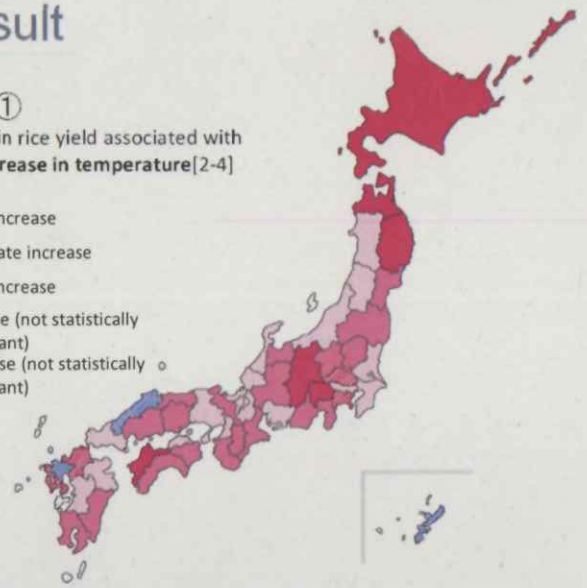 sult
①
in rice yield associated with
rease in temperature[2-4]
ncrease
ate increase
ncrease
e (not statistically
ant)
se (not statistically
ant)